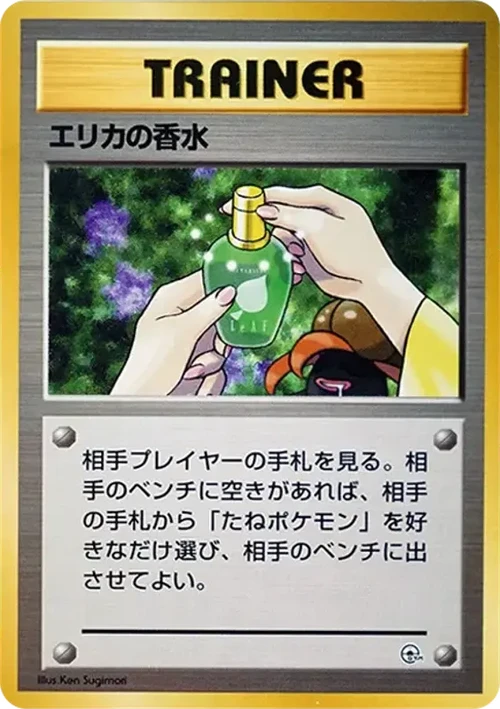 TRAINER
エリカの香水
LeAF
相手プレイヤーの手札を見る。相
手のベンチに空きがあれば、相手
の手札から「たねポケモン」を好
きなだけ選び、相手のベンチに出
させてよい。
GYM
Illus.Ken Sugimori